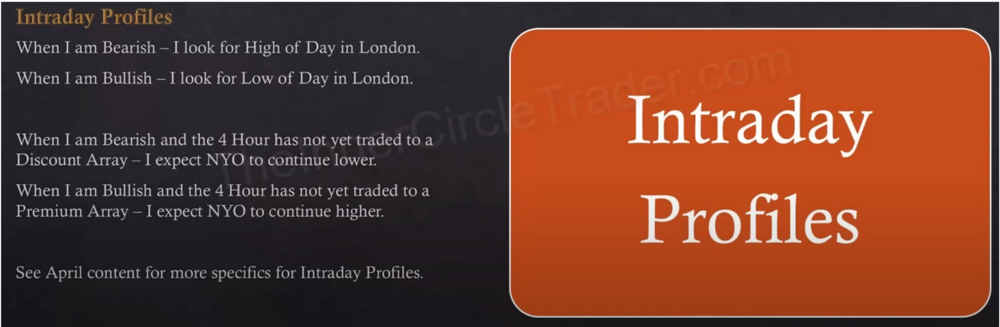 Intraday Profiles
When I am Bearish – I look for High of Day in London.
When I am Bullish – I look for Low of Day in London.
When I am Bearish and the 4 Hour has not yet traded to a
Discount Array – I expect NYO to continue lower.
When I am Bullish and the 4 Hour has not yet traded to a
Premium Array – I expect NYO to continue higher.
See April content for more specifics for Intraday Profiles.
Intraday
Profiles
TheInnerCircleTrader.com